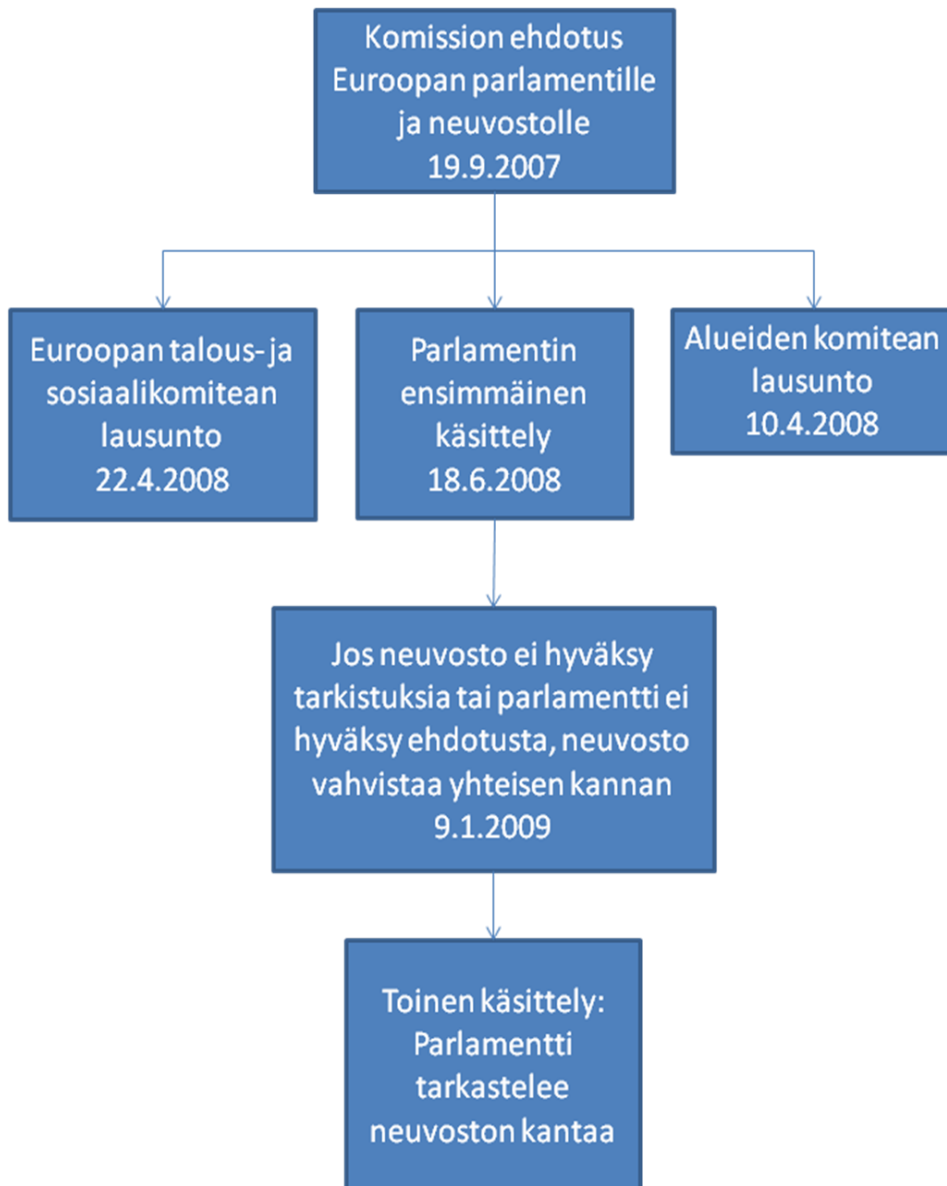 Komission ehdotus
Euroopan parlamentille
ja neuvostolle
19.9.2007
Euroopan talous- ja
sosiaalikomitean
lausunto
22.4.2008
Parlamentin
ensimmäinen
käsittely
18.6.2008
Alueiden komitean
lausunto
10.4.2008
Jos neuvosto ei hyväksy
tarkistuksia tai parlamentti ei
hyväksy ehdotusta, neuvosto
vahvistaa yhteisen kannan
9.1.2009
Toinen käsittely:
Parlamentti
tarkastelee
neuvoston kantaa